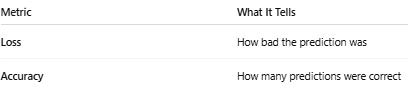 Metric What It Tells
Loss How bad the prediction was
Accuracy How many predictions were correct